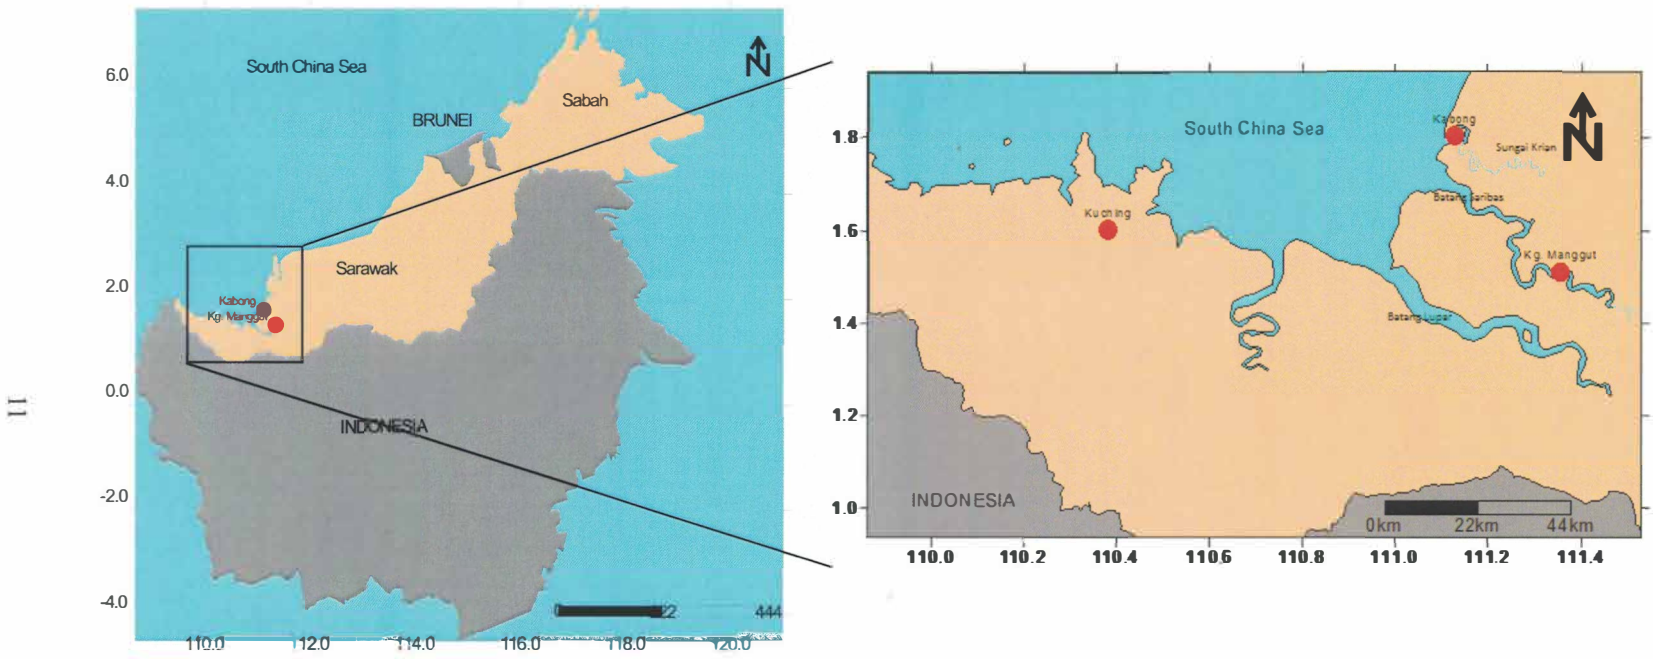 South China Sea
N
6.0
Sabah
BRUNEI
4.0
Sarawak
2.0
Kabong
0.0
INDONESIA
-2.0
-4.0
444
110.0 112.0 114.0 116.0 118.0 120.0
11
South China Sea
N
Kabong
1.8
Sungai Krian
Batang Saribas
Kuching
1.6
Kg. Manggut
1.4
Batang Lupar
1.2
INDONESIA
1.0
0km 22km 44km
110.0 110.2 110.4 110.6 110.8 111.0 111.2 111.4